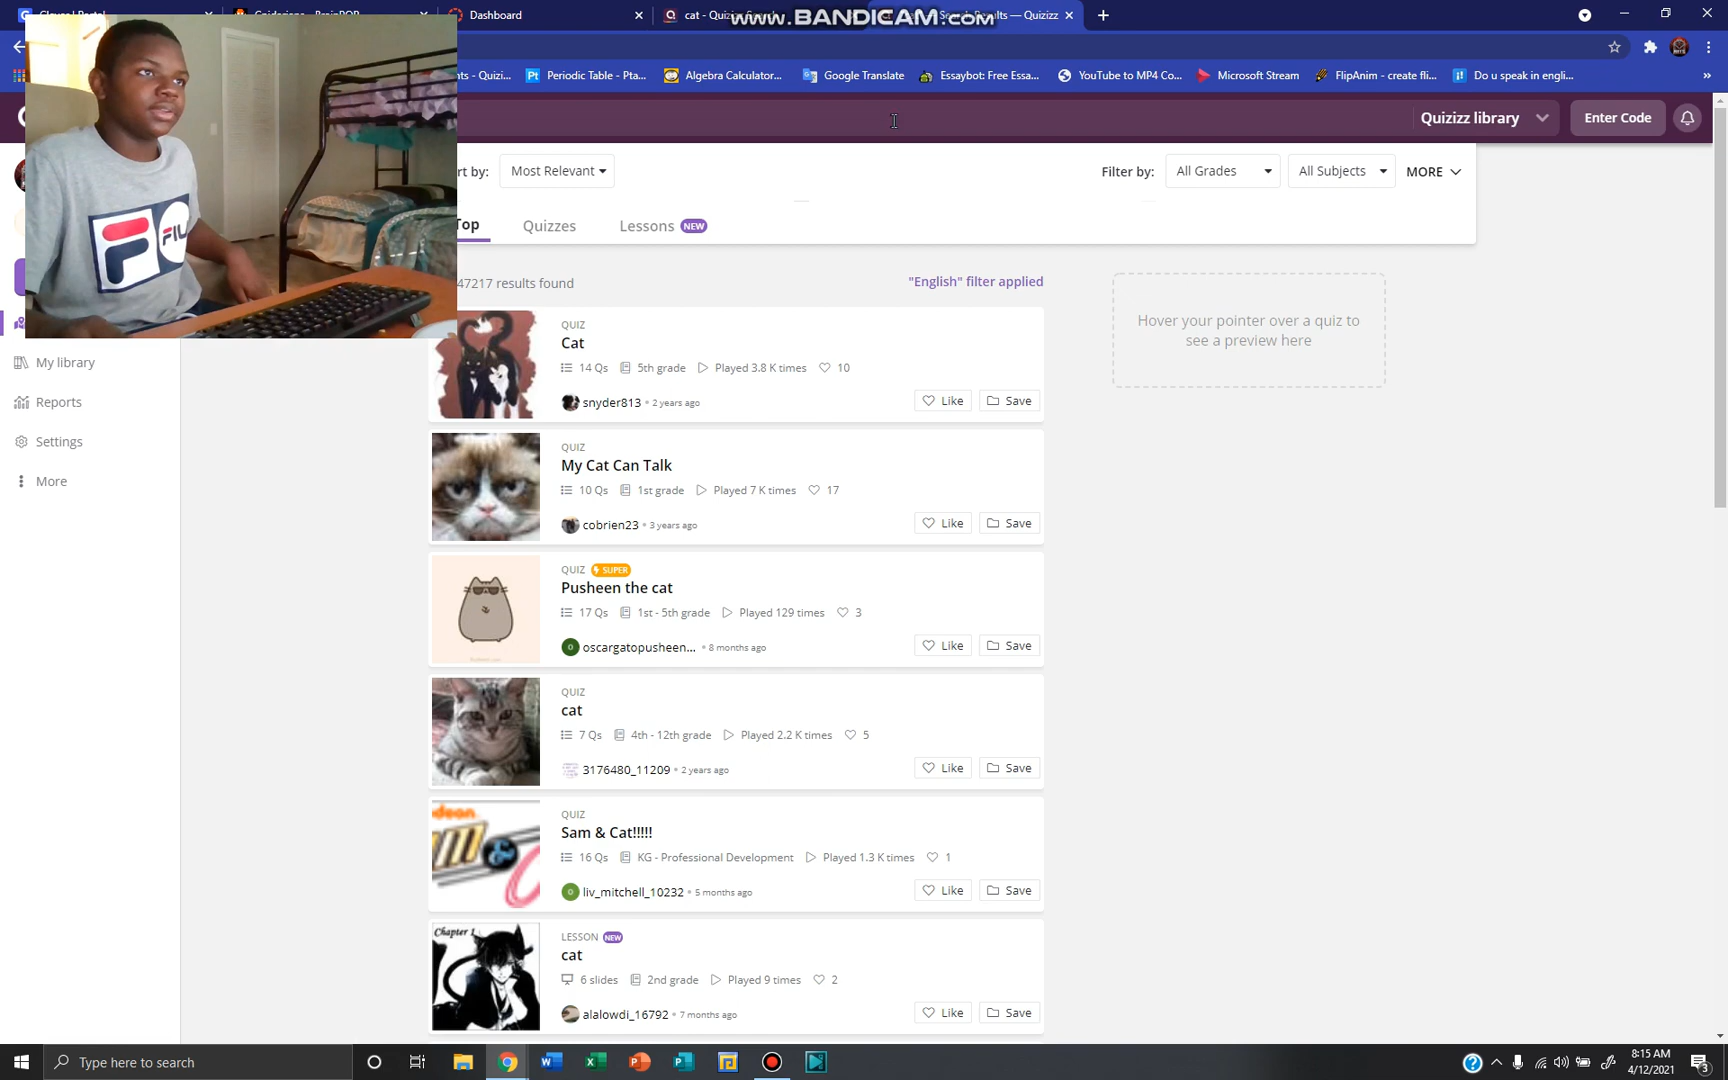 Dashboard
cat - Quizizz
www.BANDICAM.com
Search Results — Quizizz
nts - Quizi...
Pt Periodic Table - Pta...
Algebra Calculator...
Google Translate
Essaybot: Free Essa...
YouTube to MP4 Co...
Microsoft Stream
FlipAnim - create fli...
Do u speak in engli...
»
Quizizz library
Enter Code
rt by:
Most Relevant
Filter by:
All Grades
All Subjects
MORE
Top
Quizzes
Lessons NEW
47217 results found
"English" filter applied
Hover your pointer over a quiz to
see a preview here
My library
Reports
Settings
More
QUIZ
Cat
14 Qs 5th grade Played 3.8 K times 10
snyder813 • 2 years ago
Like Save
QUIZ
My Cat Can Talk
10 Qs 1st grade Played 7 K times 17
cobrien23 • 3 years ago
Like Save
QUIZ SUPER
Pusheen the cat
17 Qs 1st - 5th grade Played 129 times 3
oscargatopusheen... • 8 months ago
Like Save
QUIZ
cat
7 Qs 4th - 12th grade Played 2.2 K times 5
3176480_11209 • 2 years ago
Like Save
QUIZ
Sam & Cat!!!!!
16 Qs KG - Professional Development Played 1.3 K times 1
liv_mitchell_10232 • 5 months ago
Like Save
Chapter 1
LESSON NEW
cat
6 slides 2nd grade Played 9 times 2
alalowdi_16792 • 7 months ago
Like Save
FILA
Type here to search
8:15 AM
4/12/2021
3